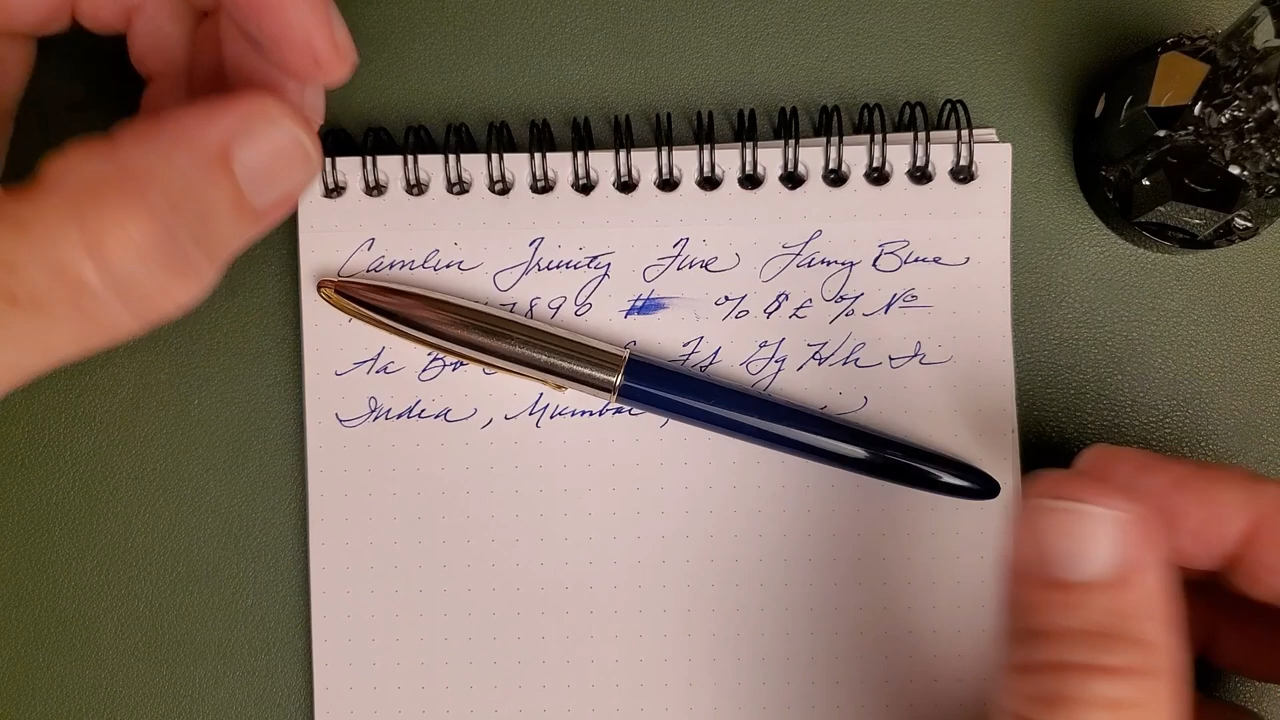 Camlin Trinity Fine Lamy Blue
7890 # % $ £ % №
Aa Bb Ff Gg Hh Ii
India, Mumbai,